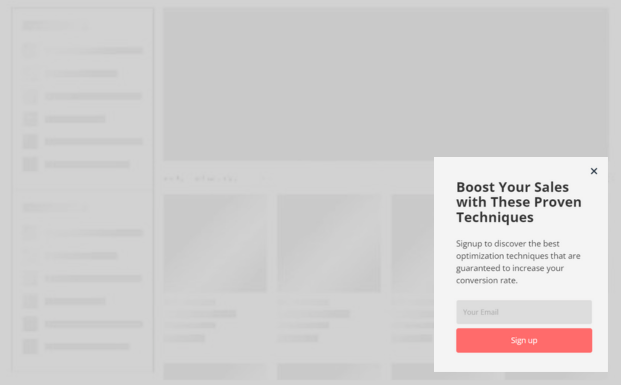 Boost Your Sales
with These Proven
Techniques
Signup to discover the best
optimization techniques that are
guaranteed to increase your
conversion rate.
Your Email
Sign up